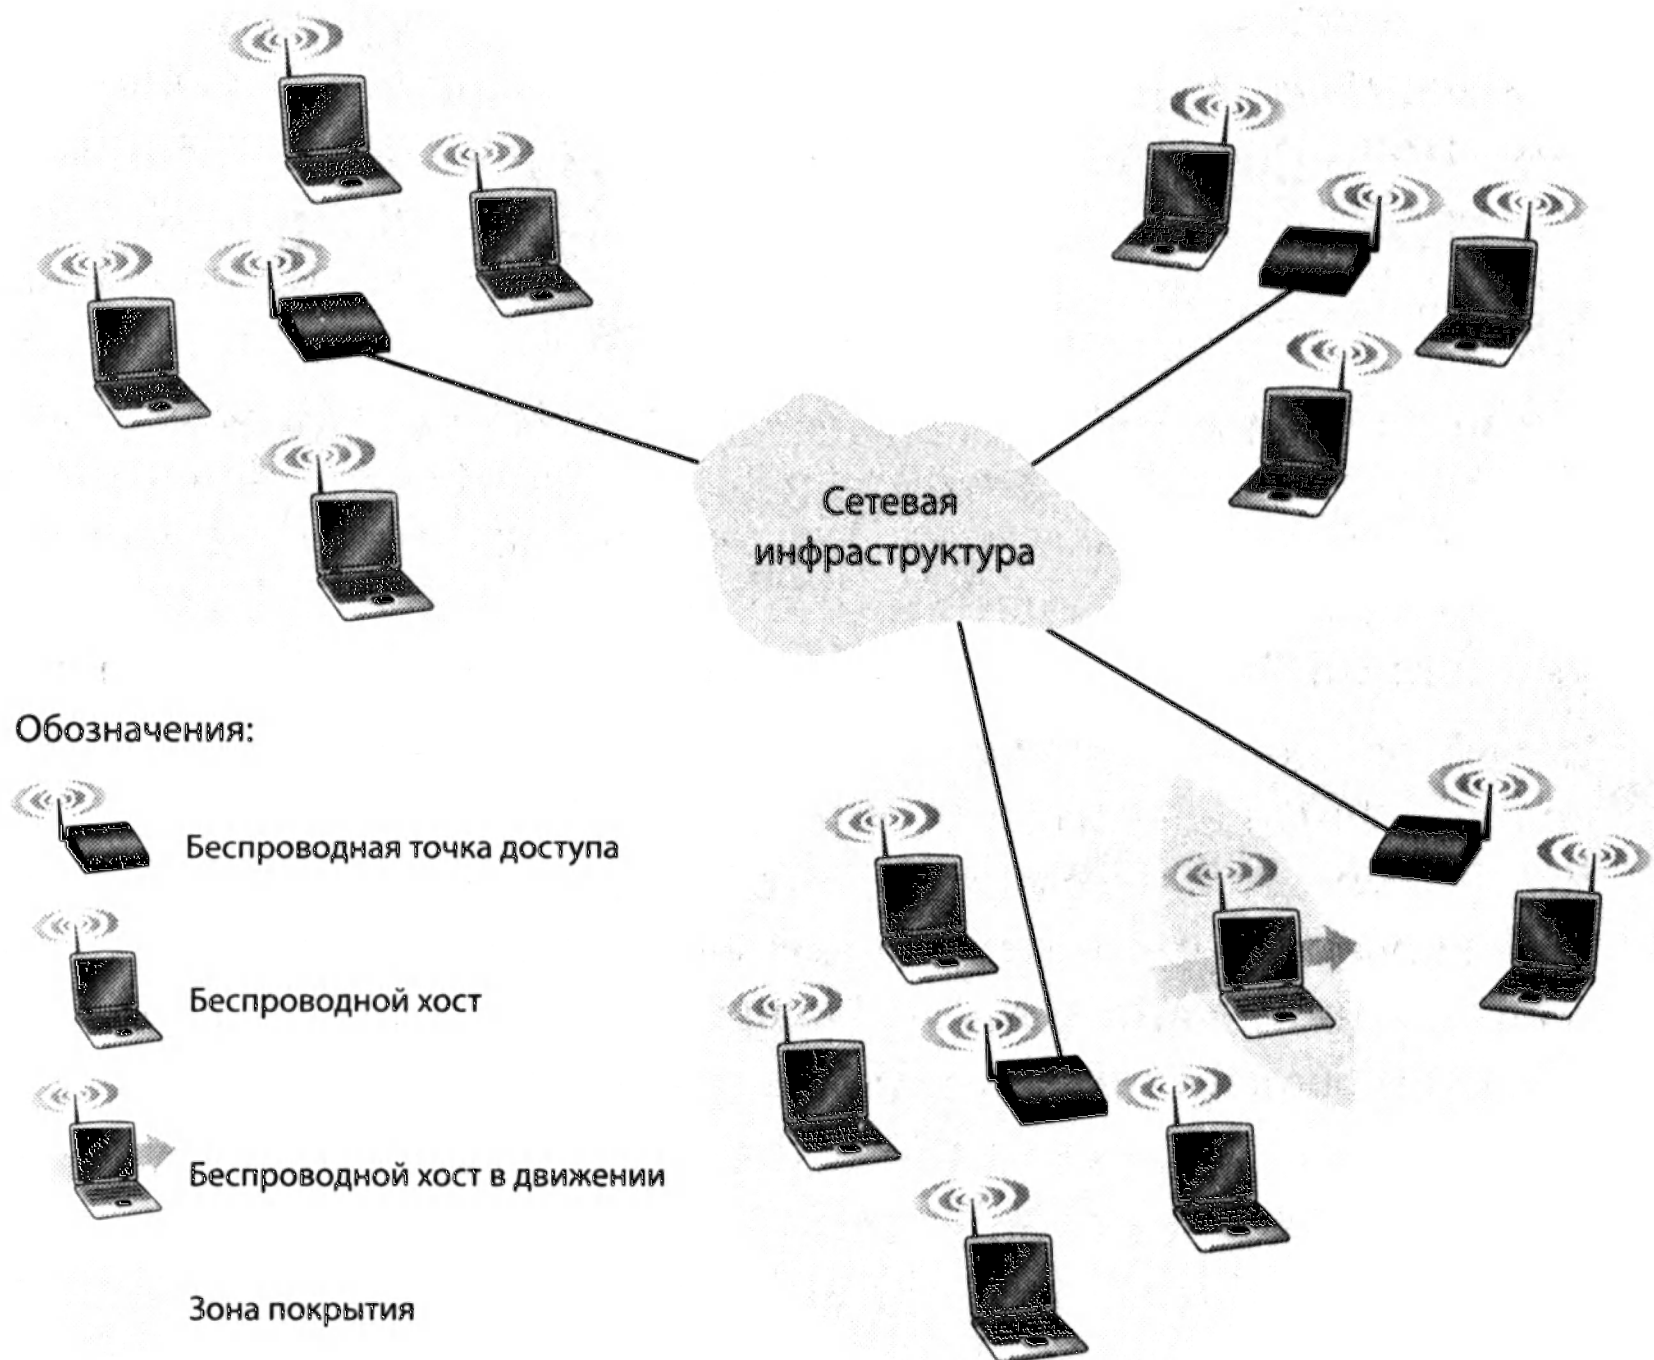 Сетевая
инфраструктура
Обозначения:
Беспроводная точка доступа
Беспроводной хост
Беспроводной хост в движении
Зона покрытия